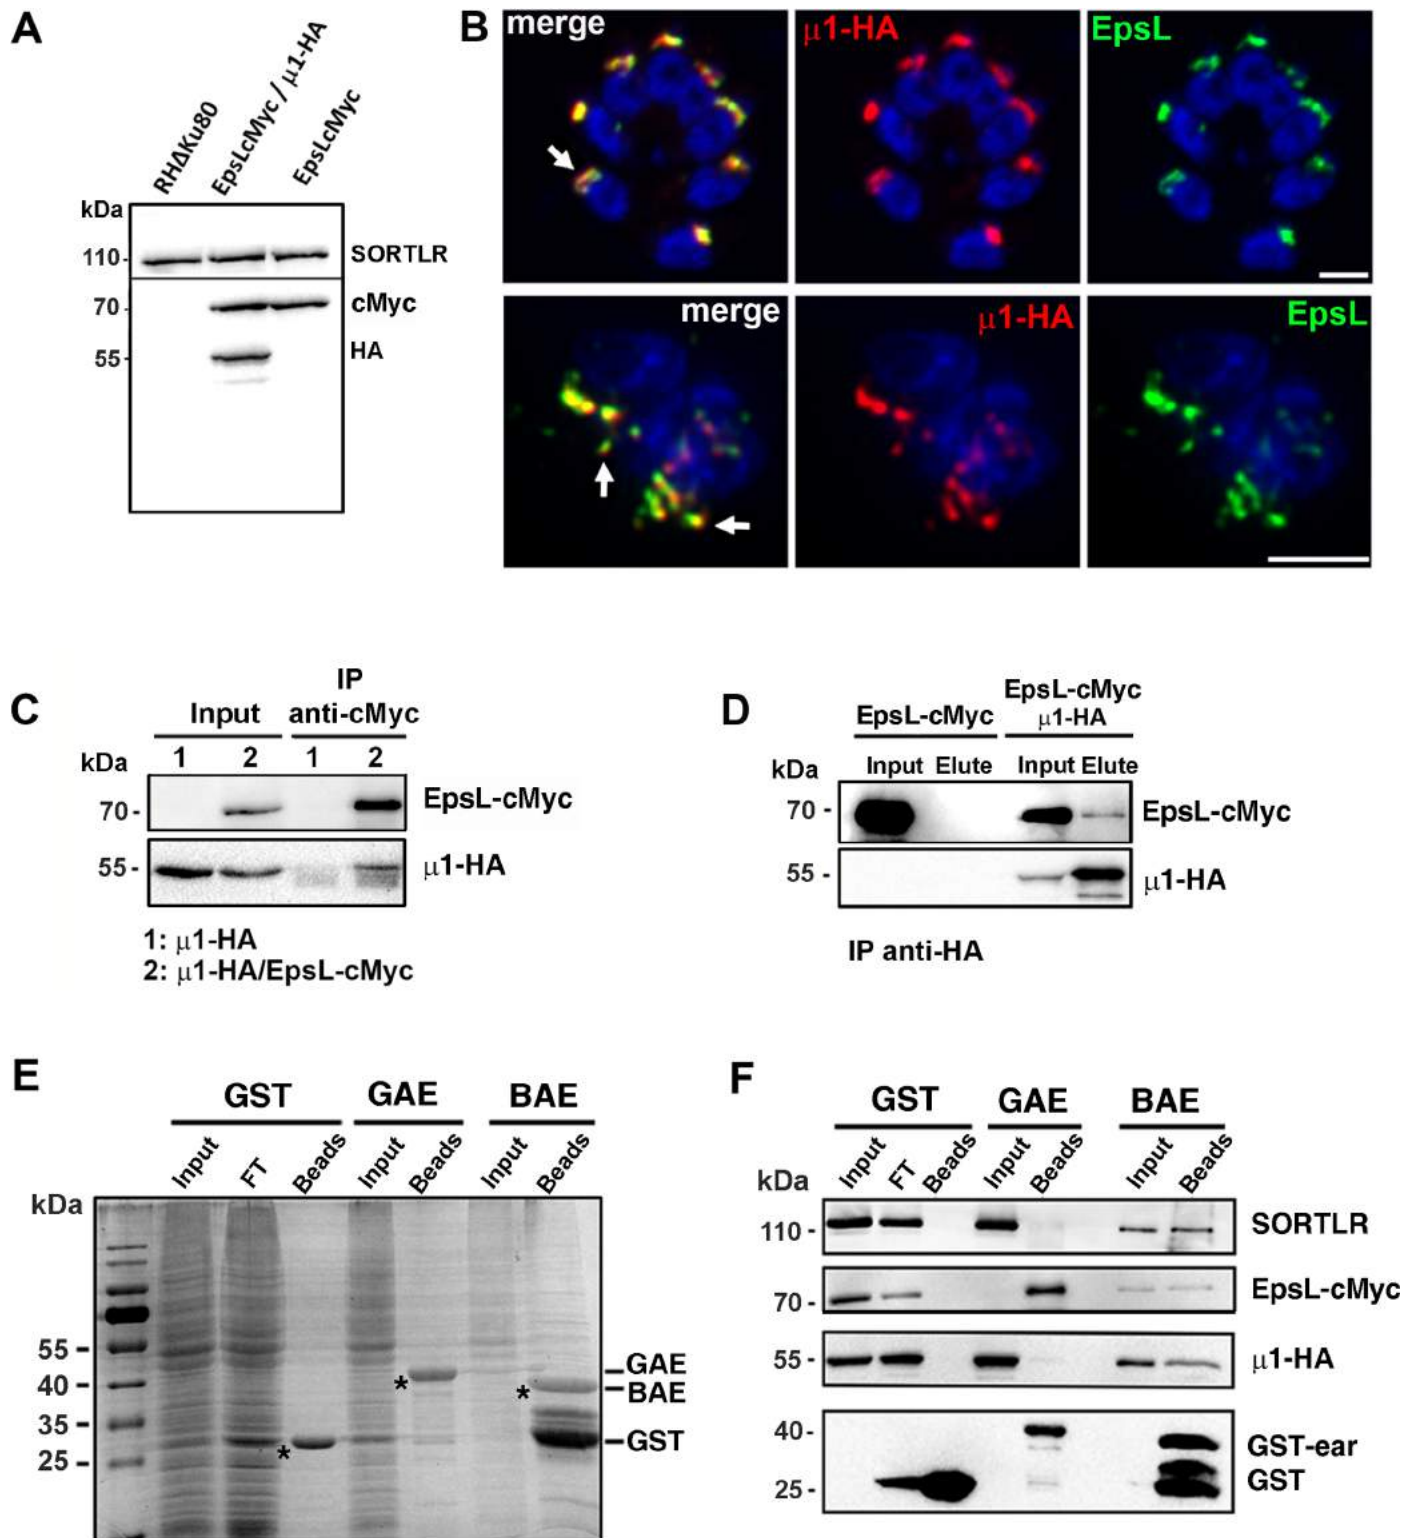 A
RHΔKu80
EpsLcMyc / μ1-HA
EpsLcMyc
kDa
110-
SORTLR
70-
cMyc
55-
HA
B
merge
μ1-HA
EpsL
merge
μ1-HA
EpsL
C
IP
Input
anti-cMyc
kDa
1 2 1 2
70-
EpsL-cMyc
55-
μ1-HA
1: μ1-HA
2: μ1-HA/EpsL-cMyc
D
EpsL-cMyc
EpsL-cMyc
μ1-HA
kDa
Input Elute Input Elute
70 -
EpsL-cMyc
55 -
μ1-HA
IP anti-HA
E
GST GAE BAE
Input FT Beads Input Beads Input Beads
kDa
55
40
35
25
* * *
GAE
BAE
GST
F
GST GAE BAE
Input FT Beads Input Beads Input Beads
kDa
110-
SORTLR
70-
EpsL-cMyc
55-
μ1-HA
40-
GST-ear
25-
GST